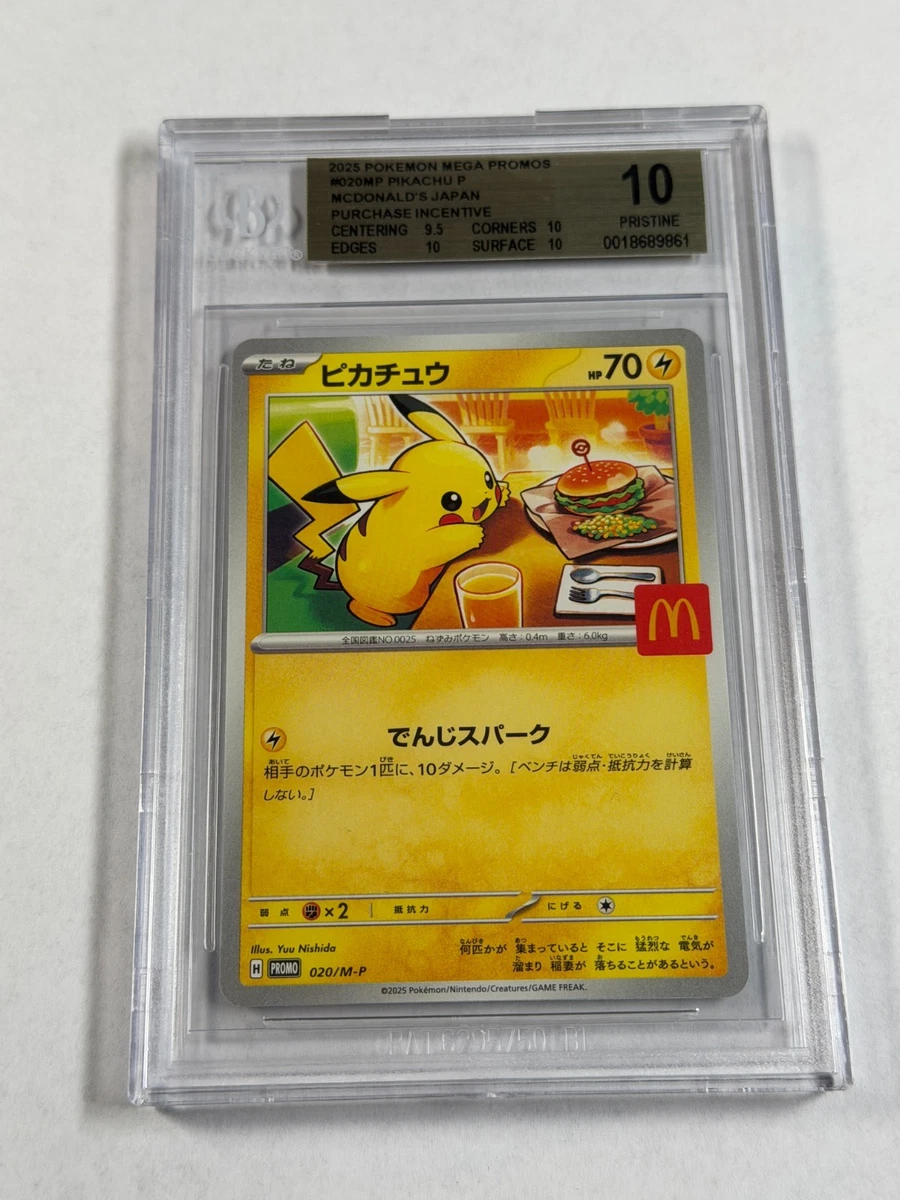 2025 POKEMON MEGA PROMOS
#020MP PIKACHU P
MCDONALD'S JAPAN
PURCHASE INCENTIVE
CENTERING 9.5 CORNERS 10
EDGES 10 SURFACE 10
10
PRISTINE
0018689861
たね
ピカチュウ
HP 70
全国図鑑NO.0025 ねずみポケモン 高さ:0.4m 重さ:6.0kg
でんじスパーク
相手のポケモン1匹に、10ダメージ。[ベンチは弱点・抵抗力を計算
しない。]
弱点 ×2 抵抗力 にげる
Illus. Yuu Nishida
何匹かが 集まっていると そこに 猛烈な 電気が
溜まり 稲妻が 落ちることがあるという。
H PROMO 020/M-P
©2025 Pokémon/Nintendo/Creatures/GAME FREAK.